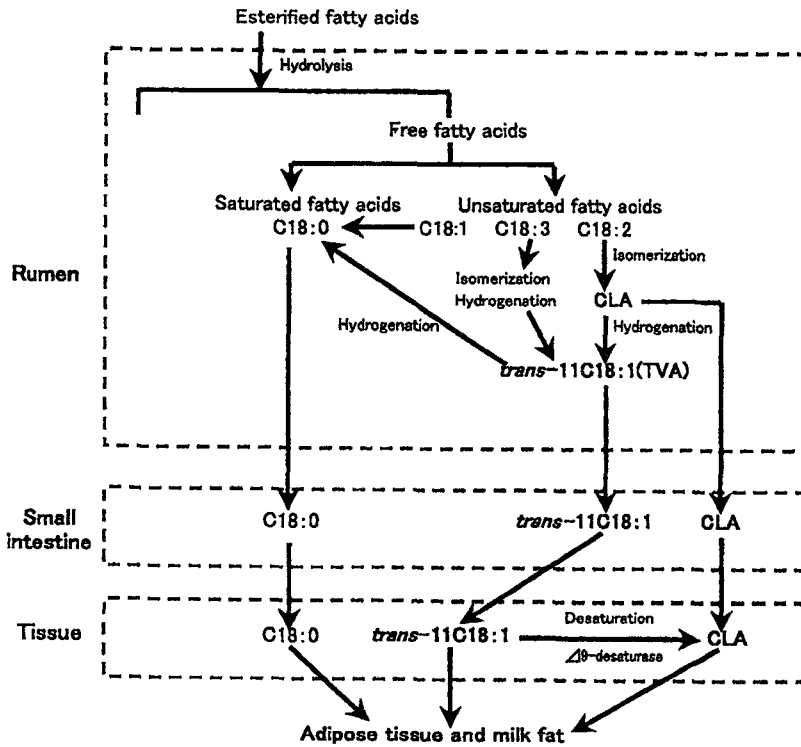 Esterified fatty acids
Hydrolysis
Free fatty acids
Saturated fatty acids
Unsaturated fatty acids
C18:0
C18:1
C18:3
C18:2
Isomerization
Isomerization
Hydrogenation
CLA
Rumen
Hydrogenation
Hydrogenation
trans-11C18:1(TVA)
Small
intestine
C18:0
trans-11C18:1
CLA
Tissue
C18:0
trans-11C18:1
Desaturation
⊿9-desaturase
CLA
Adipose tissue and milk fat